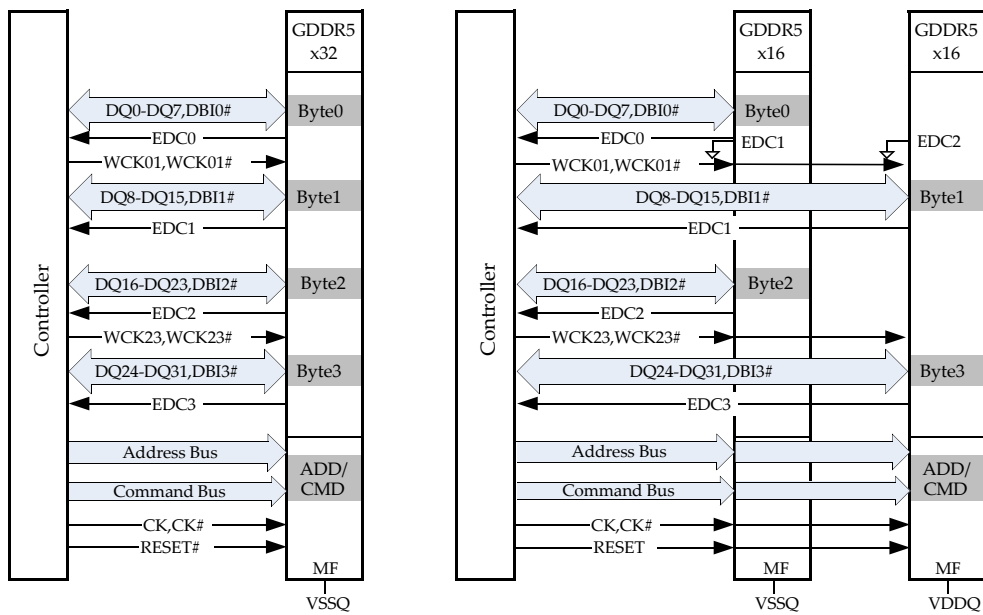 GDDR5
x32
Controller
DQ0-DQ7,DBI0#
Byte0
EDC0
WCK01,WCK01#
DQ8-DQ15,DBI1#
Byte1
EDC1
DQ16-DQ23,DBI2#
Byte2
EDC2
WCK23,WCK23#
DQ24-DQ31,DBI3#
Byte3
EDC3
Address Bus
ADD/
CMD
Command Bus
CK,CK#
RESET#
MF
VSSQ
GDDR5
x16
GDDR5
x16
Controller
DQ0-DQ7,DBI0#
Byte0
EDC0
EDC1
EDC2
WCK01,WCK01#
DQ8-DQ15,DBI1#
Byte1
EDC1
DQ16-DQ23,DBI2#
Byte2
EDC2
WCK23,WCK23#
DQ24-DQ31,DBI3#
Byte3
EDC3
Address Bus
ADD/
CMD
Command Bus
CK,CK#
RESET
MF
MF
VSSQ
VDDQ